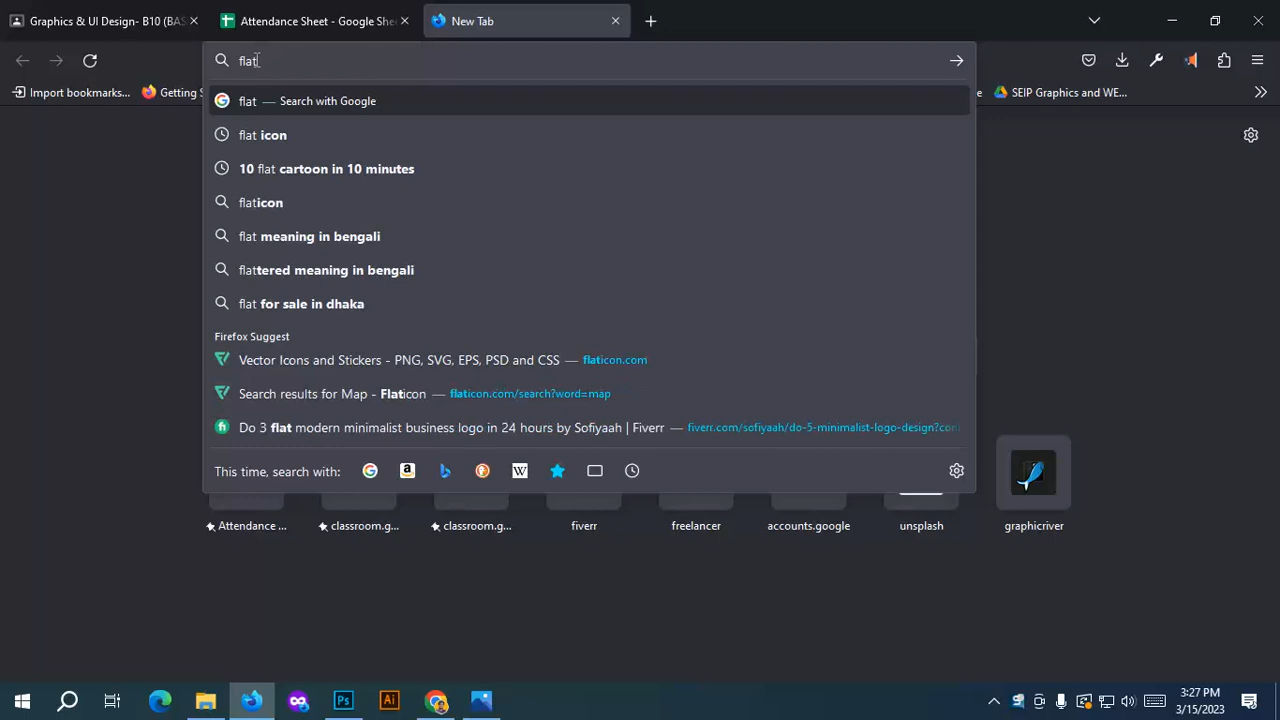 Graphics & UI Design- B10 (BAS
Attendance Sheet - Google She
New Tab
flat
Import bookmarks...
Getting S
e
SEIP Graphics and WE...
flat — Search with Google
flat icon
10 flat cartoon in 10 minutes
flaticon
flat meaning in bengali
flattered meaning in bengali
flat for sale in dhaka
Firefox Suggest
Vector Icons and Stickers - PNG, SVG, EPS, PSD and CSS — flaticon.com
Search results for Map - Flaticon — flaticon.com/search?word=map
Do 3 flat modern minimalist business logo in 24 hours by Sofiyaah | Fiverr — fiverr.com/sofiyaah/do-5-minimalist-logo-design?con
This time, search with:
Attendance ...
classroom.g...
classroom.g...
fiverr
freelancer
accounts.google
unsplash
graphicriver
Ps
Ai
3:27 PM
3/15/2023